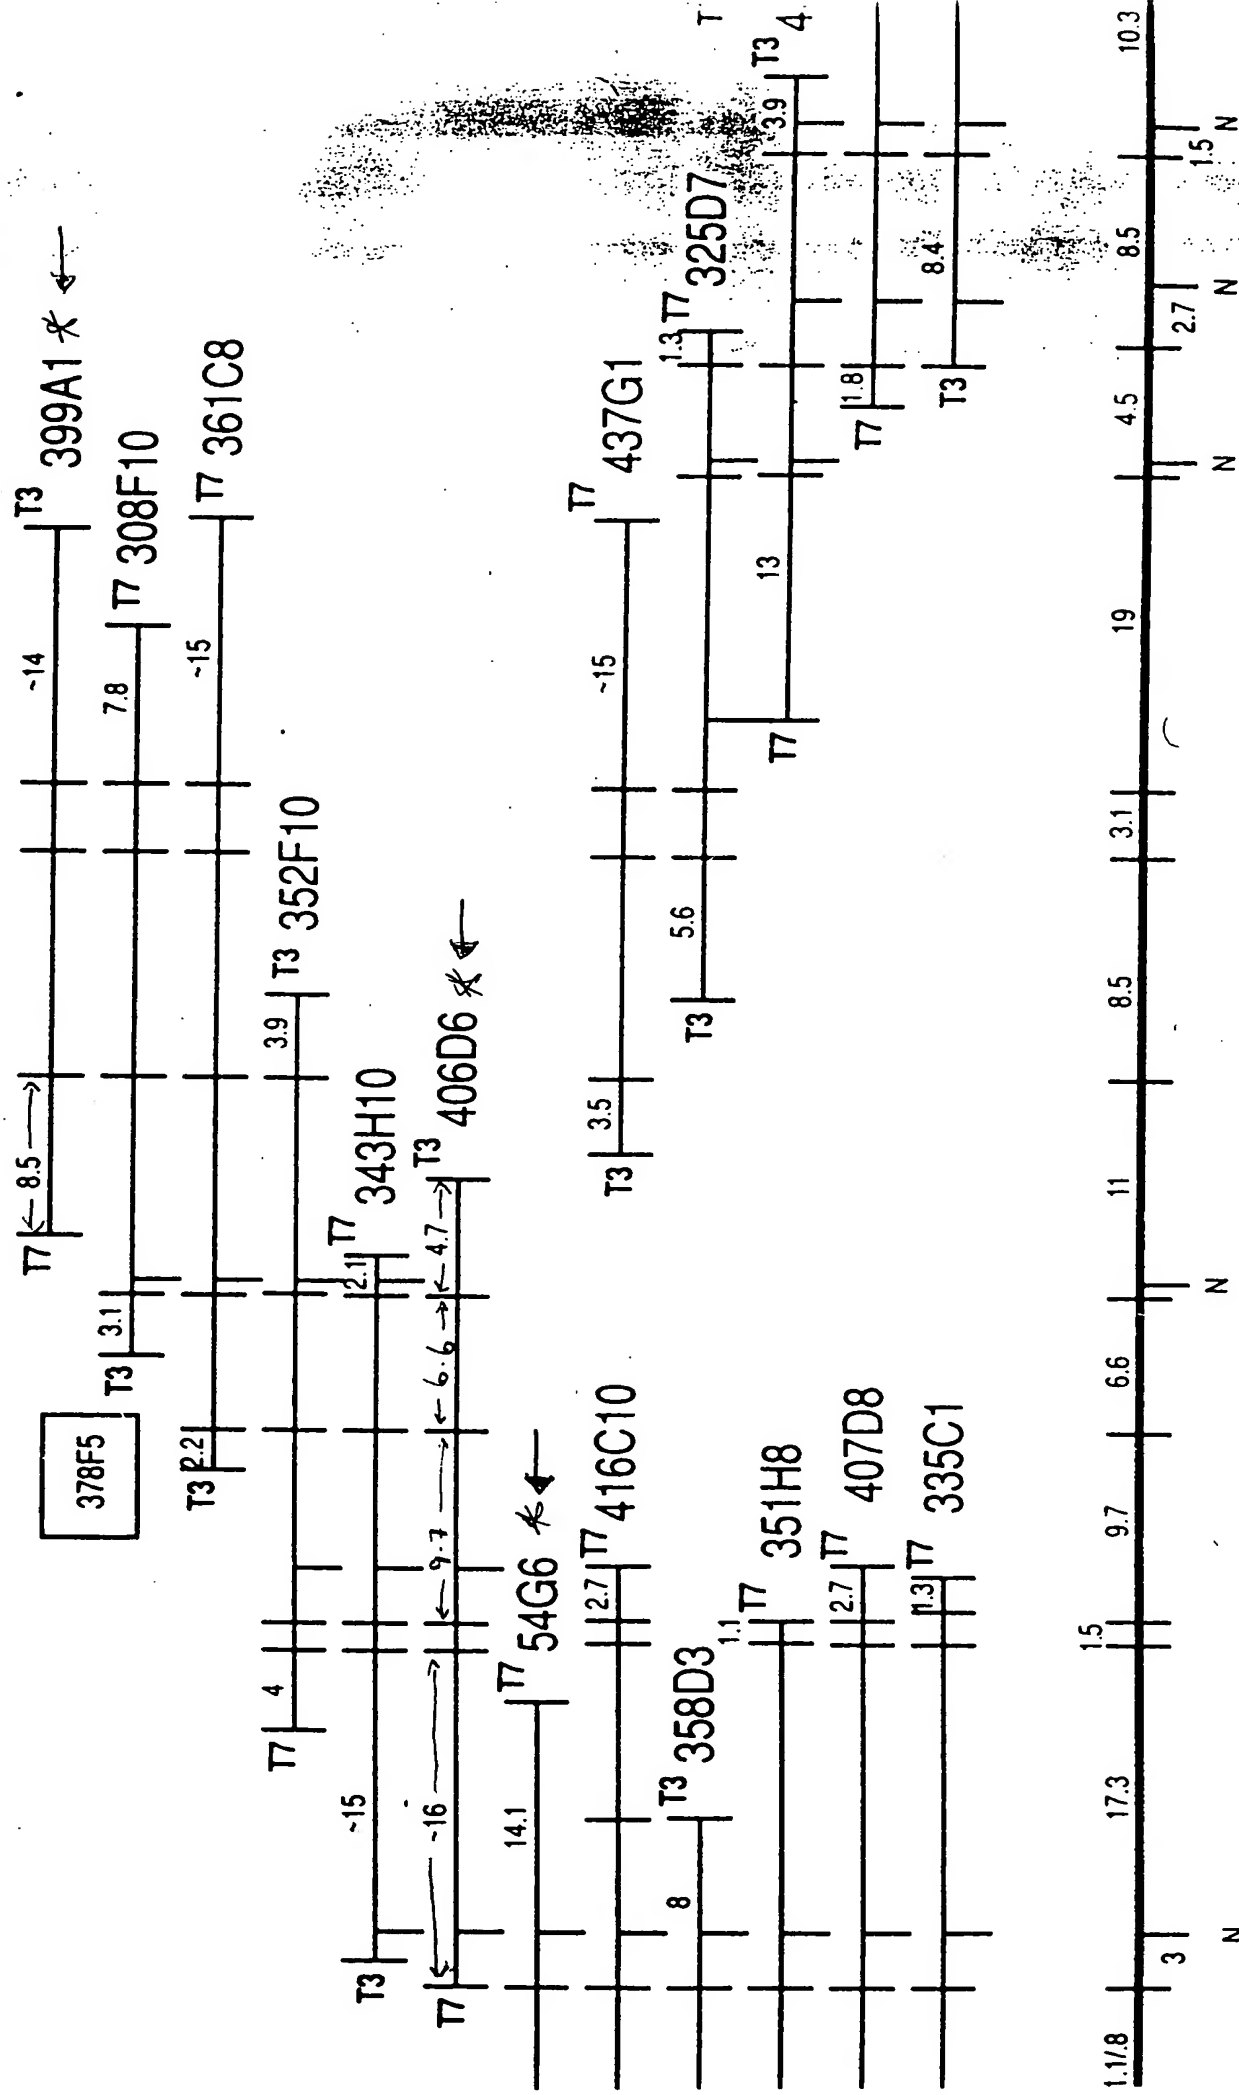 T3 399A1
← 8.5 →
~14
T7
T7 308F10
7.8
3.1
T3
T7 361C8
~15
T3 2.2
378F5
T3 352F10
3.9
4
T7
T7 343H10
2.1
~15
T3
T3 406D6
← ~16 →
← 9.7 →
← 6.6 →
← 4.7 →
T7
T7 54G6
14.1
T7 416C10
2.7
T3 358D3
8
T7 351H8
1.1
T7 407D8
2.7
T7 335C1
1.3
T7 437G1
~15
3.5
T3
T7 325D7
1.3
5.6
T3
T
T3 4
3.9
13
T7
1.8
T7
8.4
T3
1.1/.8 3 17.3 1.5 9.7 6.6 11 8.5 3.1 19 4.5 2.7 8.5 1.5 10.3
N N N N N